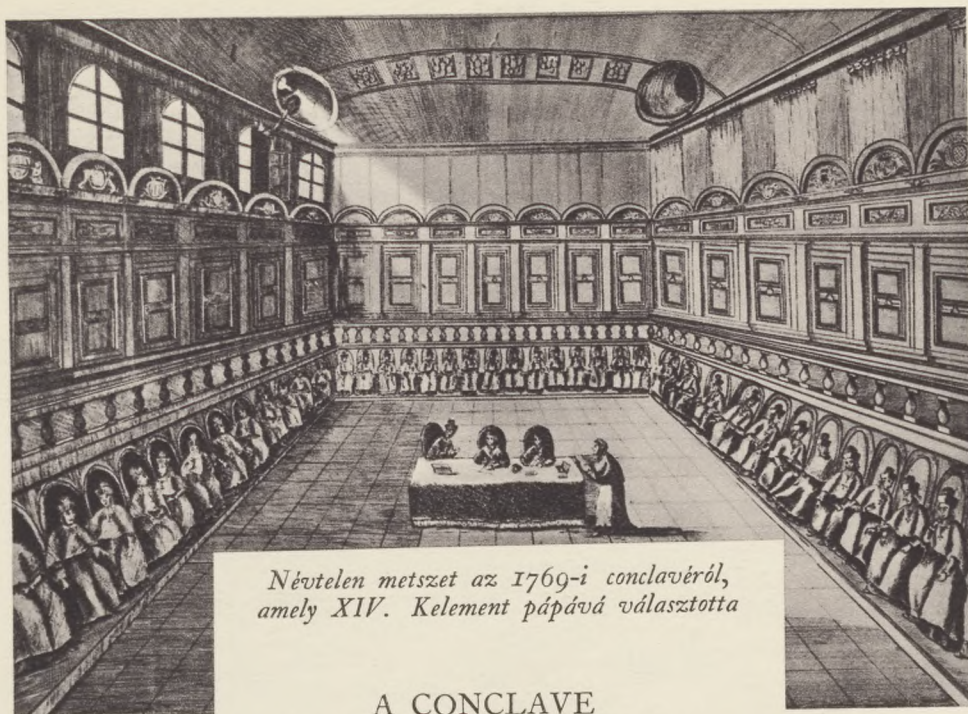 Névtelen metszet az 1769-i conclavéról,
amely XIV. Kelement pápává választotta
A CONCLAVE